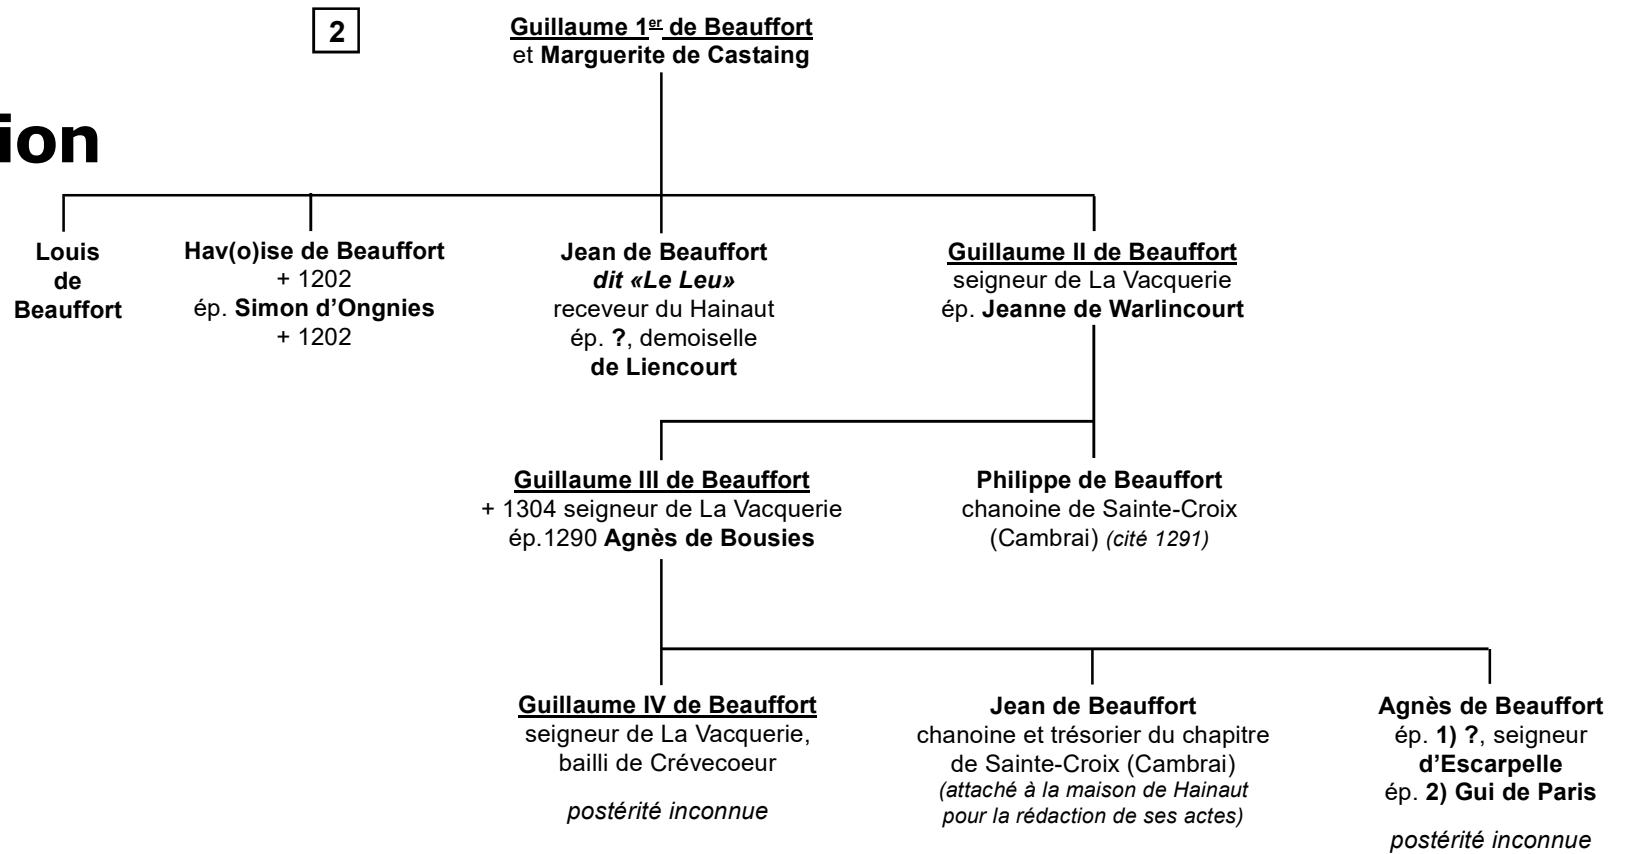 2
Guillaume 1er de Beauffort
et Marguerite de Castaing
ion
Louis
de
Beauffort
Hav(o)ise de Beauffort
+ 1202
ép. Simon d’Ongnies
+ 1202
Jean de Beauffort
dit «Le Leu»
receveur du Hainaut
ép. ?, demoiselle
de Liencourt
Guillaume II de Beauffort
seigneur de La Vacquerie
ép. Jeanne de Warlincourt
Guillaume III de Beauffort
+ 1304 seigneur de La Vacquerie
ép.1290 Agnès de Bousies
Philippe de Beauffort
chanoine de Sainte-Croix
(Cambrai) (cité 1291)
Guillaume IV de Beauffort
seigneur de La Vacquerie,
bailli de Crévecoeur
postérité inconnue
Jean de Beauffort
chanoine et trésorier du chapitre
de Sainte-Croix (Cambrai)
(attaché à la maison de Hainaut
pour la rédaction de ses actes)
Agnès de Beauffort
ép. 1) ?, seigneur
d’Escarpelle
ép. 2) Gui de Paris
postérité inconnue